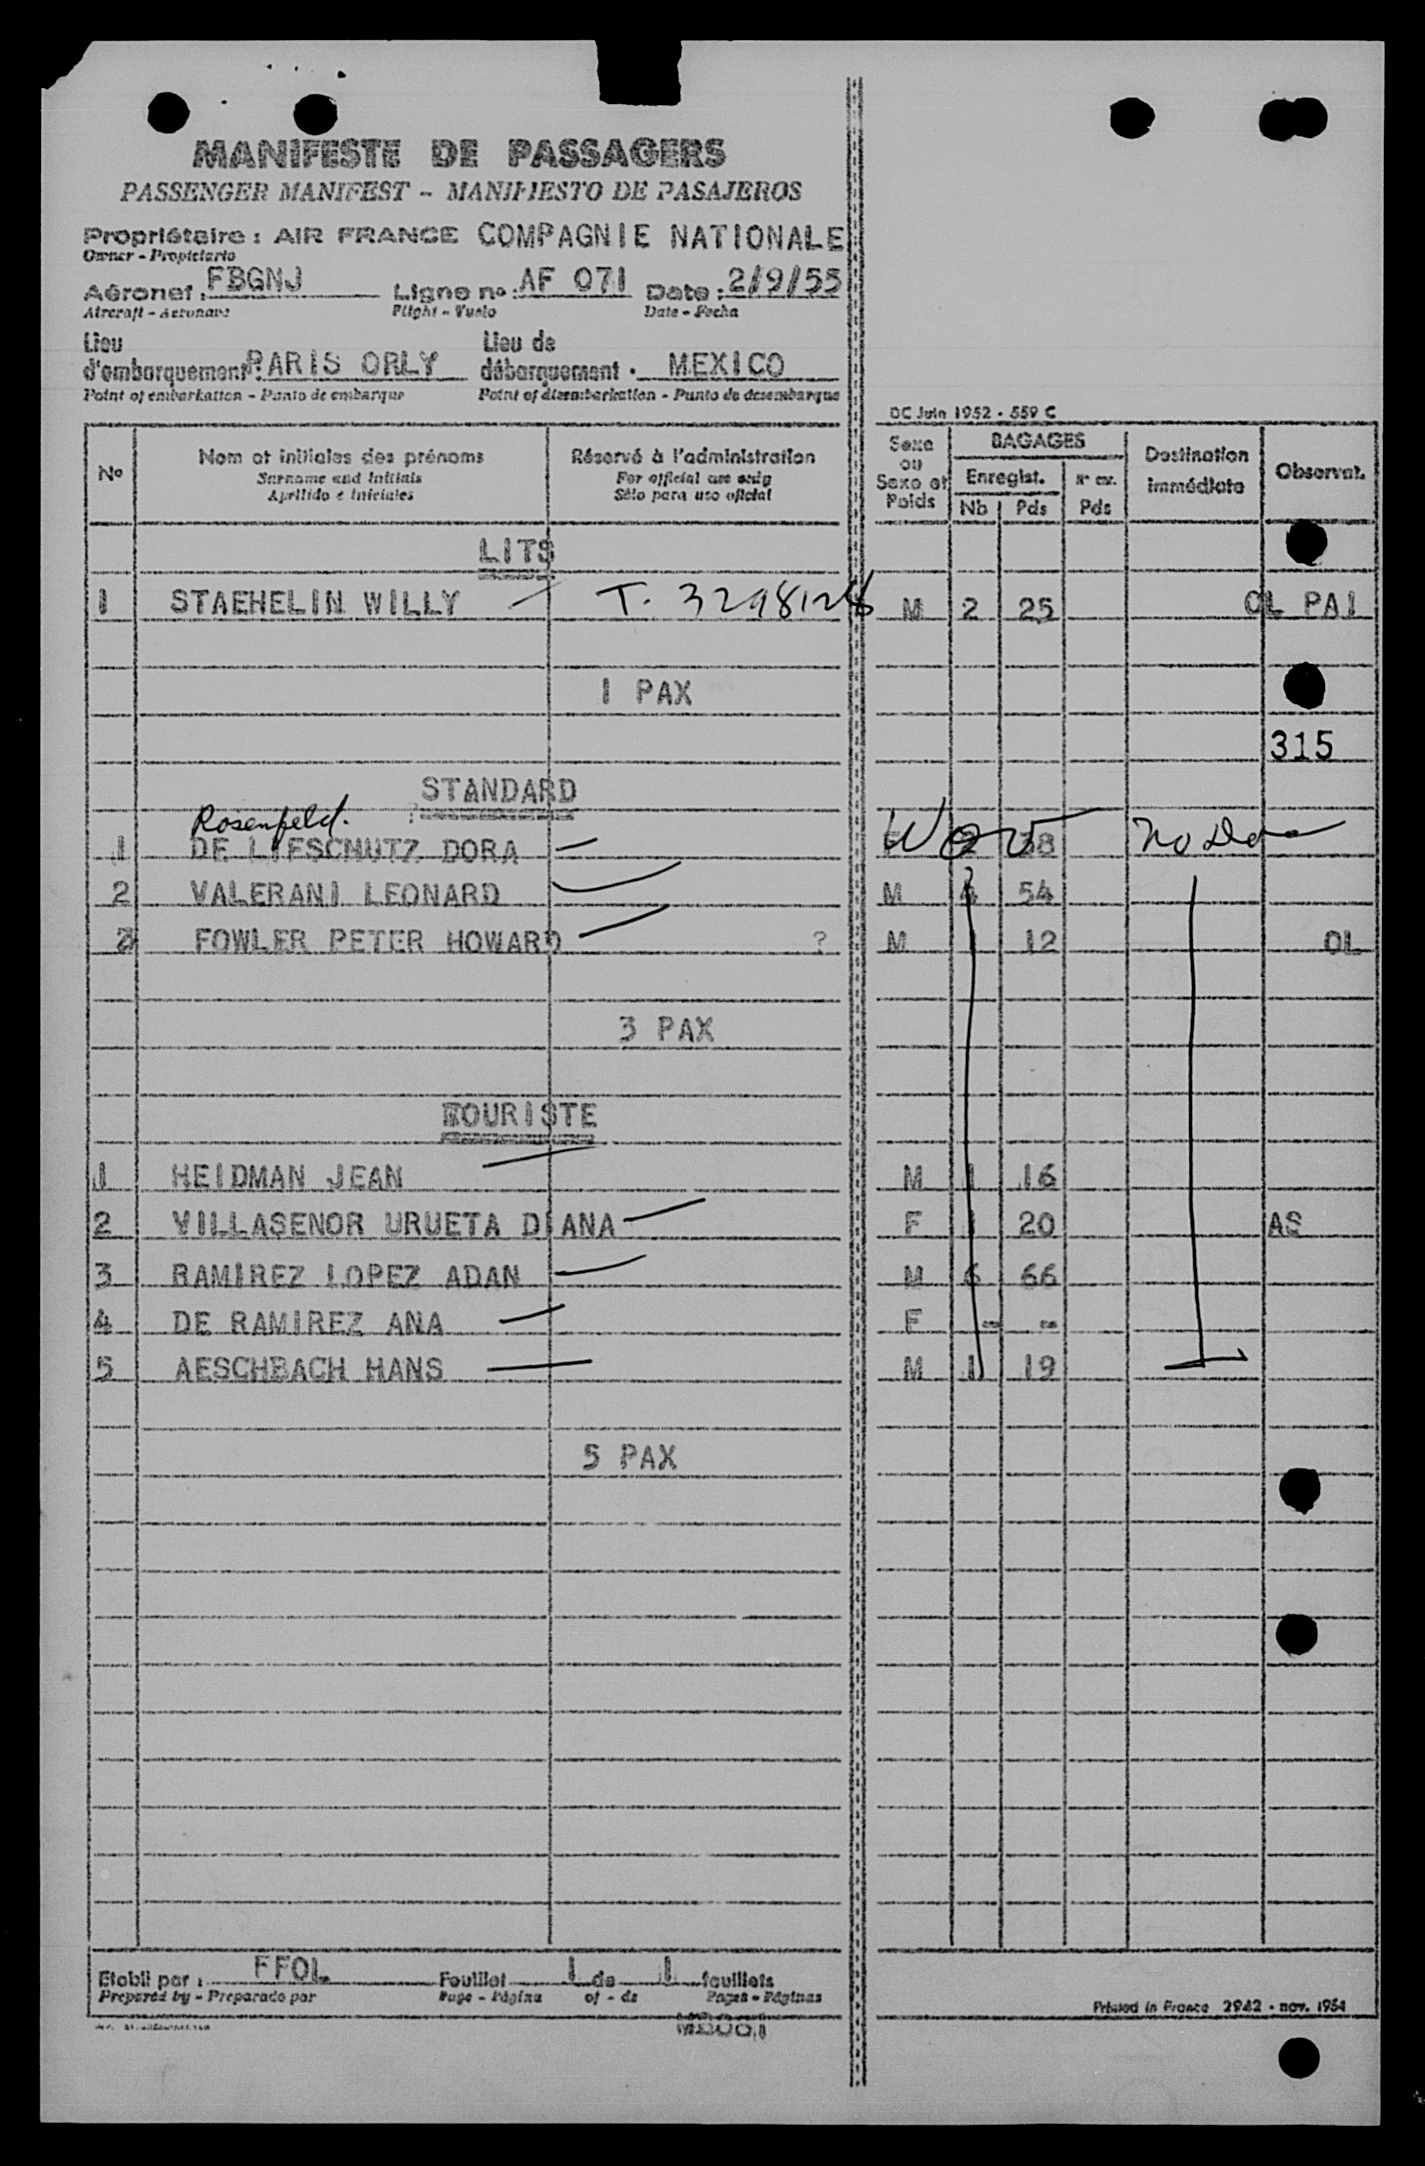 MANIFESTE DE PASSAGERS
PASSENGER MANIFEST - MANIFIESTO DE PASAJEROS
Propriétaire : AIR FRANCE COMPAGNIE NATIONALE
Owner - Propietario
Aéronef : FBGNJ Ligne nº : AF 071 Date : 2/9/55
Aircraft - Aeronave Flight - Vuelo Date - Fecha
Lieu d'embarquement : PARIS ORLY Lieu de débarquement : MEXICO
Point of embarkation - Punto de embarque Point of disembarkation - Punto de desembarque
DC Juin 1952 - 559 C
Nº Nom et initiales des prénoms Réservé à l'administration Sexe ou Sexe et Poids BAGAGES Destination immédiate Observat.
Surname and Initials For official use only Enregist. Nº en.
Apellido e iniciales Sólo para uso oficial Nb Pds Pds
LITS
1 STAEHELIN WILLY T. 3298128 M 2 25 OL PAI
1 PAX
315
STANDARD
Rosenfeld.
1 DORA 38 No
2 VALERANI LEONARD M 54
3 FOWLER PETER HOWARD ? M 1 12 OL
3 PAX
TOURISTE
1 HEIDMAN JEAN M 1 16
2 VILLASENOR URUETA DIANA F 1 20 AS
3 RAMIREZ LOPEZ ADAN M 6 66
4 DE RAMIREZ ANA F - -
5 AESCHBACH HANS M 1 19
5 PAX
Etabli par : FFOL Feuillet 1 de 1 feuillets
Prepared by - Preparado por Page - Página of - de Pages - Páginas
Printed in France 2942 - nov. 1954